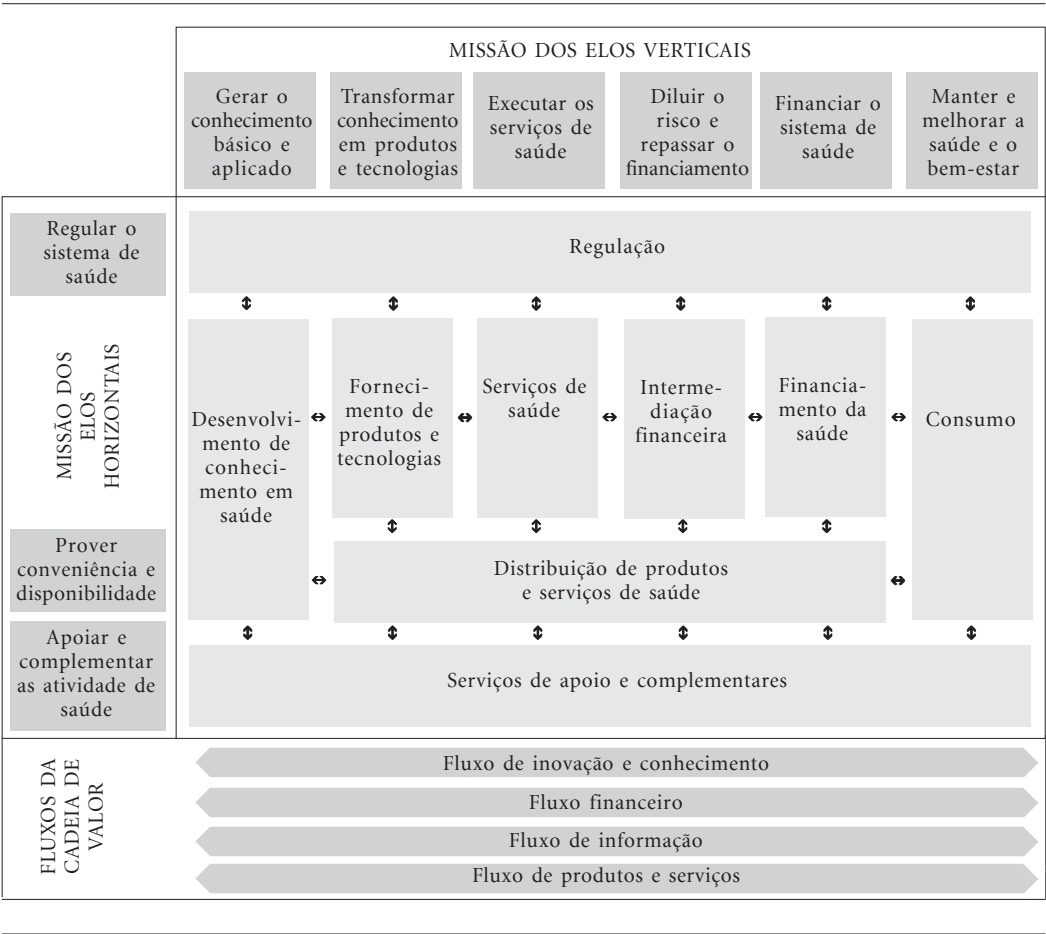 MISSÃO DOS ELOS VERTICAIS
Gerar o
conhecimento
básico e
aplicado
Transformar
conhecimento
em produtos
e tecnologias
Executar os
serviços de
saúde
Diluir o
risco e
repassar o
financiamento
Financiar o
sistema de
saúde
Manter e
melhorar a
saúde e o
bem-estar
Regular o
sistema de
saúde
Regulação
MISSÃO DOS
ELOS
HORIZONTAIS
Desenvolvi-
mento de
conheci-
mento em
saúde
Forneci-
mento de
produtos e
tecnologias
Serviços de
saúde
Interme-
diação
financeira
Financia-
mento da
saúde
Consumo
Prover
conveniência e
disponibilidade
Distribuição de produtos
e serviços de saúde
Apoiar e
complementar
as atividade de
saúde
Serviços de apoio e complementares
FLUXOS DA
CADEIA DE
VALOR
Fluxo de inovação e conhecimento
Fluxo financeiro
Fluxo de informação
Fluxo de produtos e serviços